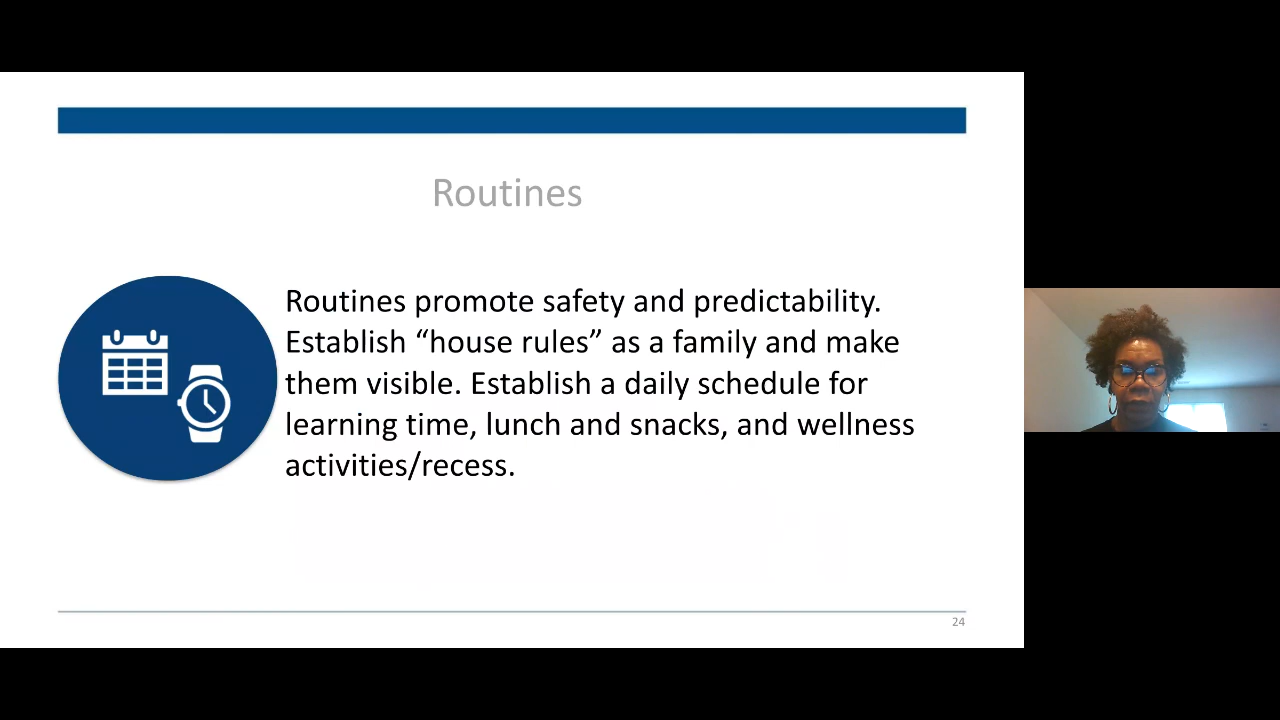 Routines
Routines promote safety and predictability.
Establish “house rules” as a family and make
them visible. Establish a daily schedule for
learning time, lunch and snacks, and wellness
activities/recess.
24